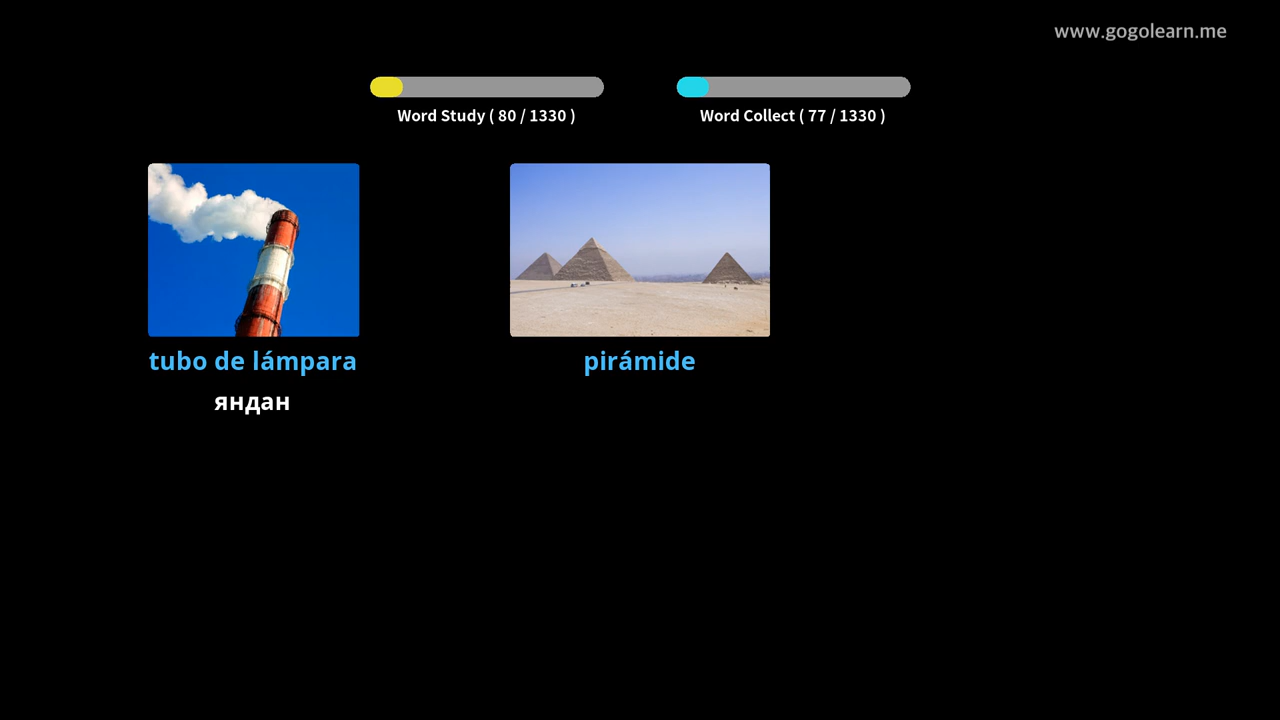 www.gogolearn.me
Word Study ( 80 / 1330 )
Word Collect ( 77 / 1330 )
tubo de lámpara
яндан
pirámide